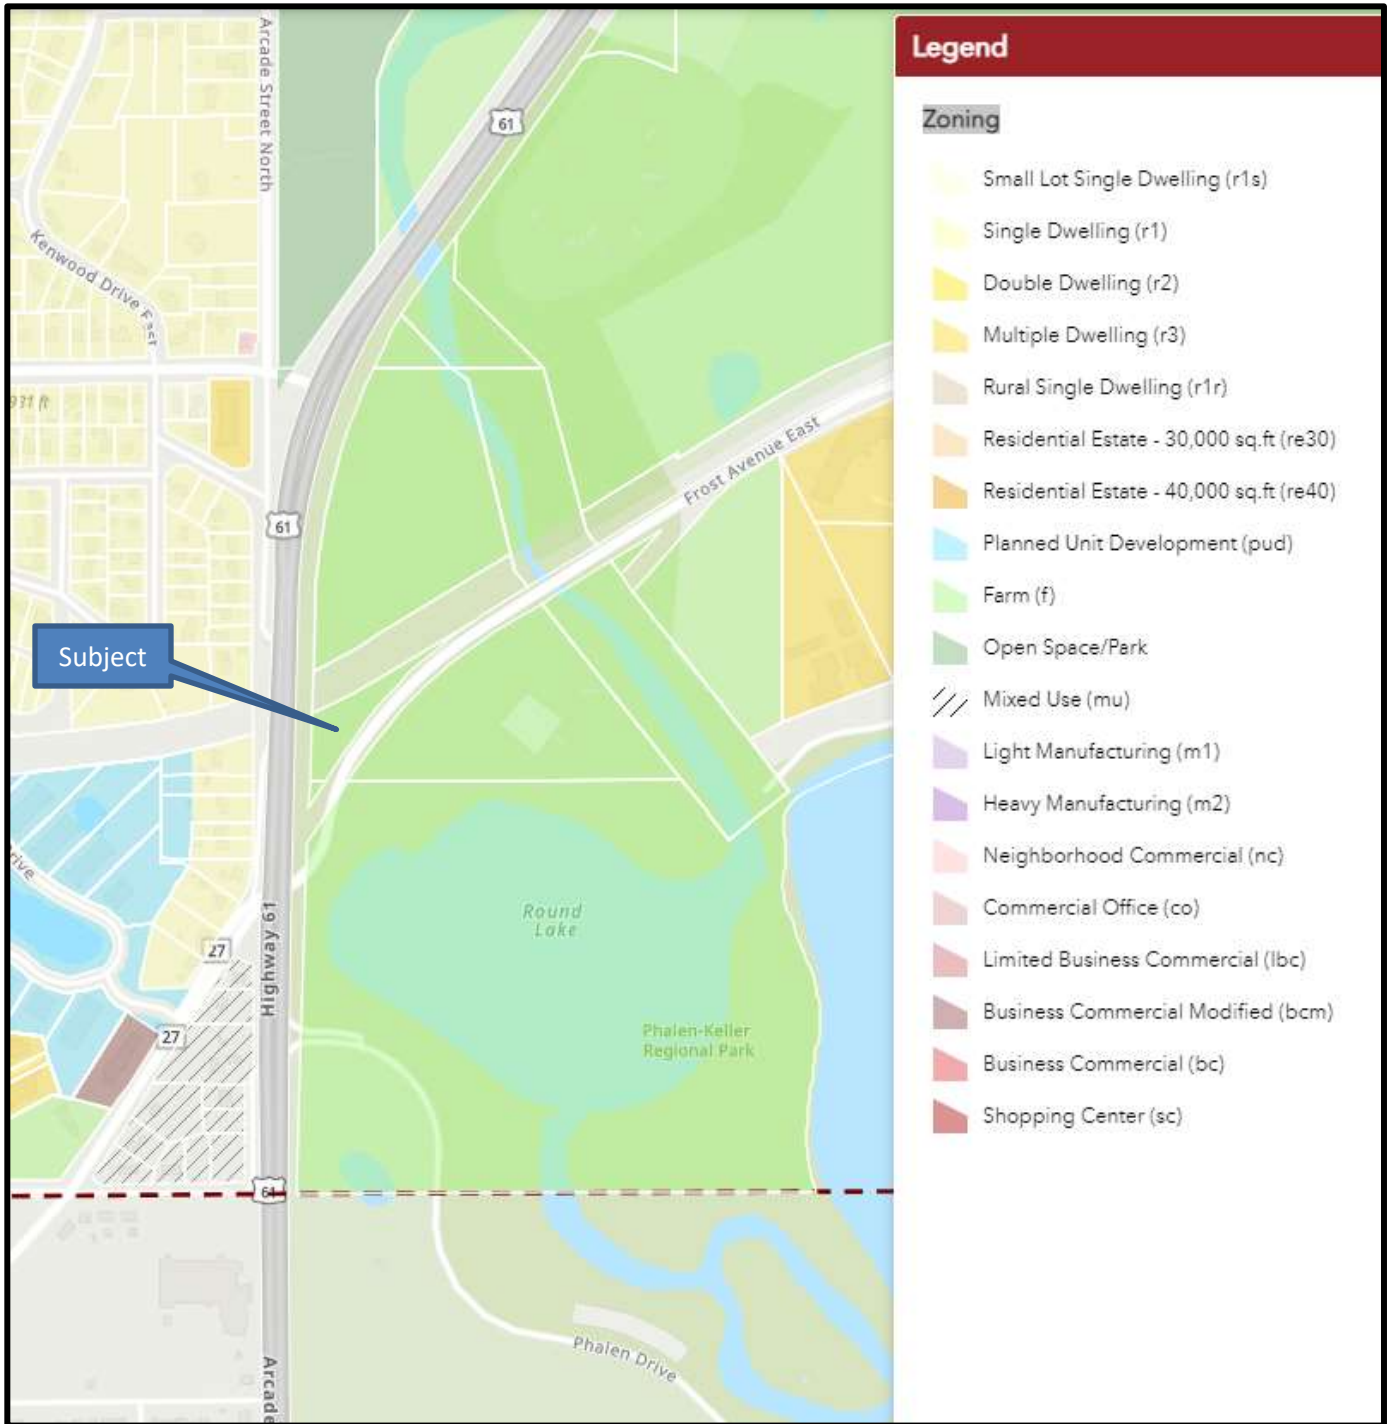 Arcade Street North
61
Kenwood Drive East
931 ft
Frost Avenue East
61
Subject
Drive
27
Highway 61
27
Round
Lake
Phalen-Keller
Regional Park
61
Phalen Drive
Arcade
Legend
Zoning
Small Lot Single Dwelling (r1s)
Single Dwelling (r1)
Double Dwelling (r2)
Multiple Dwelling (r3)
Rural Single Dwelling (r1r)
Residential Estate - 30,000 sq.ft (re30)
Residential Estate - 40,000 sq.ft (re40)
Planned Unit Development (pud)
Farm (f)
Open Space/Park
Mixed Use (mu)
Light Manufacturing (m1)
Heavy Manufacturing (m2)
Neighborhood Commercial (nc)
Commercial Office (co)
Limited Business Commercial (lbc)
Business Commercial Modified (bcm)
Business Commercial (bc)
Shopping Center (sc)